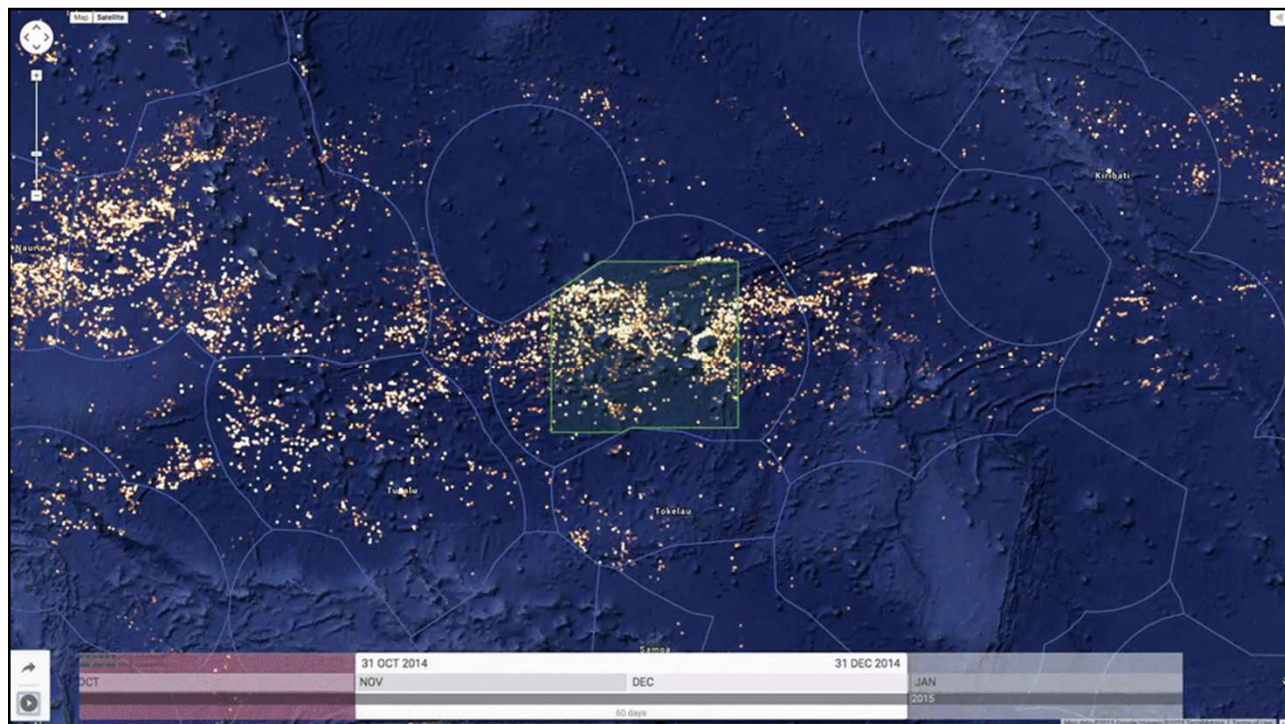 Map Satellite
Kiribati
Nauru
Tuvalu
Tokelau
Samoa
31 OCT 2014 31 DEC 2014
OCT NOV DEC JAN
2015
60 days